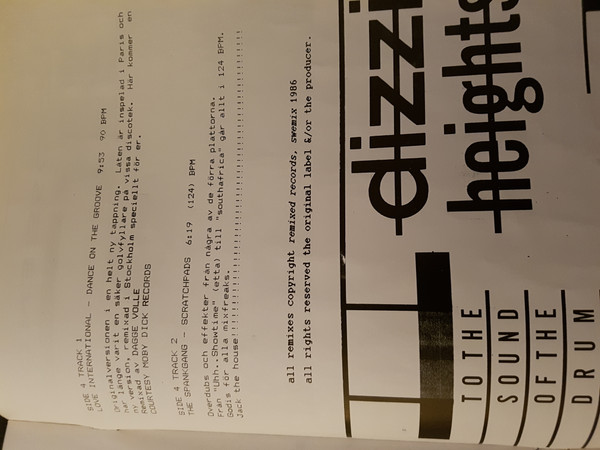 SIDE 4 TRACK 1
LOVE INTERNATIONAL - DANCE ON THE GROOVE 9:53 90 BPM
Originalversionen i en helt ny tappning. Låten är inspelad i Paris och
har länge varit en säker golvfyllare på vissa discotek. Här kommer en
ny version, remixad i Stockholm speciellt för er.
Remixad av DAGGE VOLLE
COURTESY MOBY DICK RECORDS
SIDE 4 TRACK 2
THE SPANKGANG - SCRATCHPADS 6:19 (124) BPM
Overdubs och effekter från några av de förra plattorna.
Från "Uhh..Showtime" (etta) till "southafrica" går allt i 124 BPM.
Godis för alla mixfreaks.
Jack the house!!!!!!!!!!!!!!!!!!!!!!!!!!!!!!!!!!!!!!!!!!!!!!!!
all remixes copyright remixed records, swemix 1986
all rights reserved the original label &/or the producer.
dizzi
heights
TO THE
SOUND
OF THE
DRUM